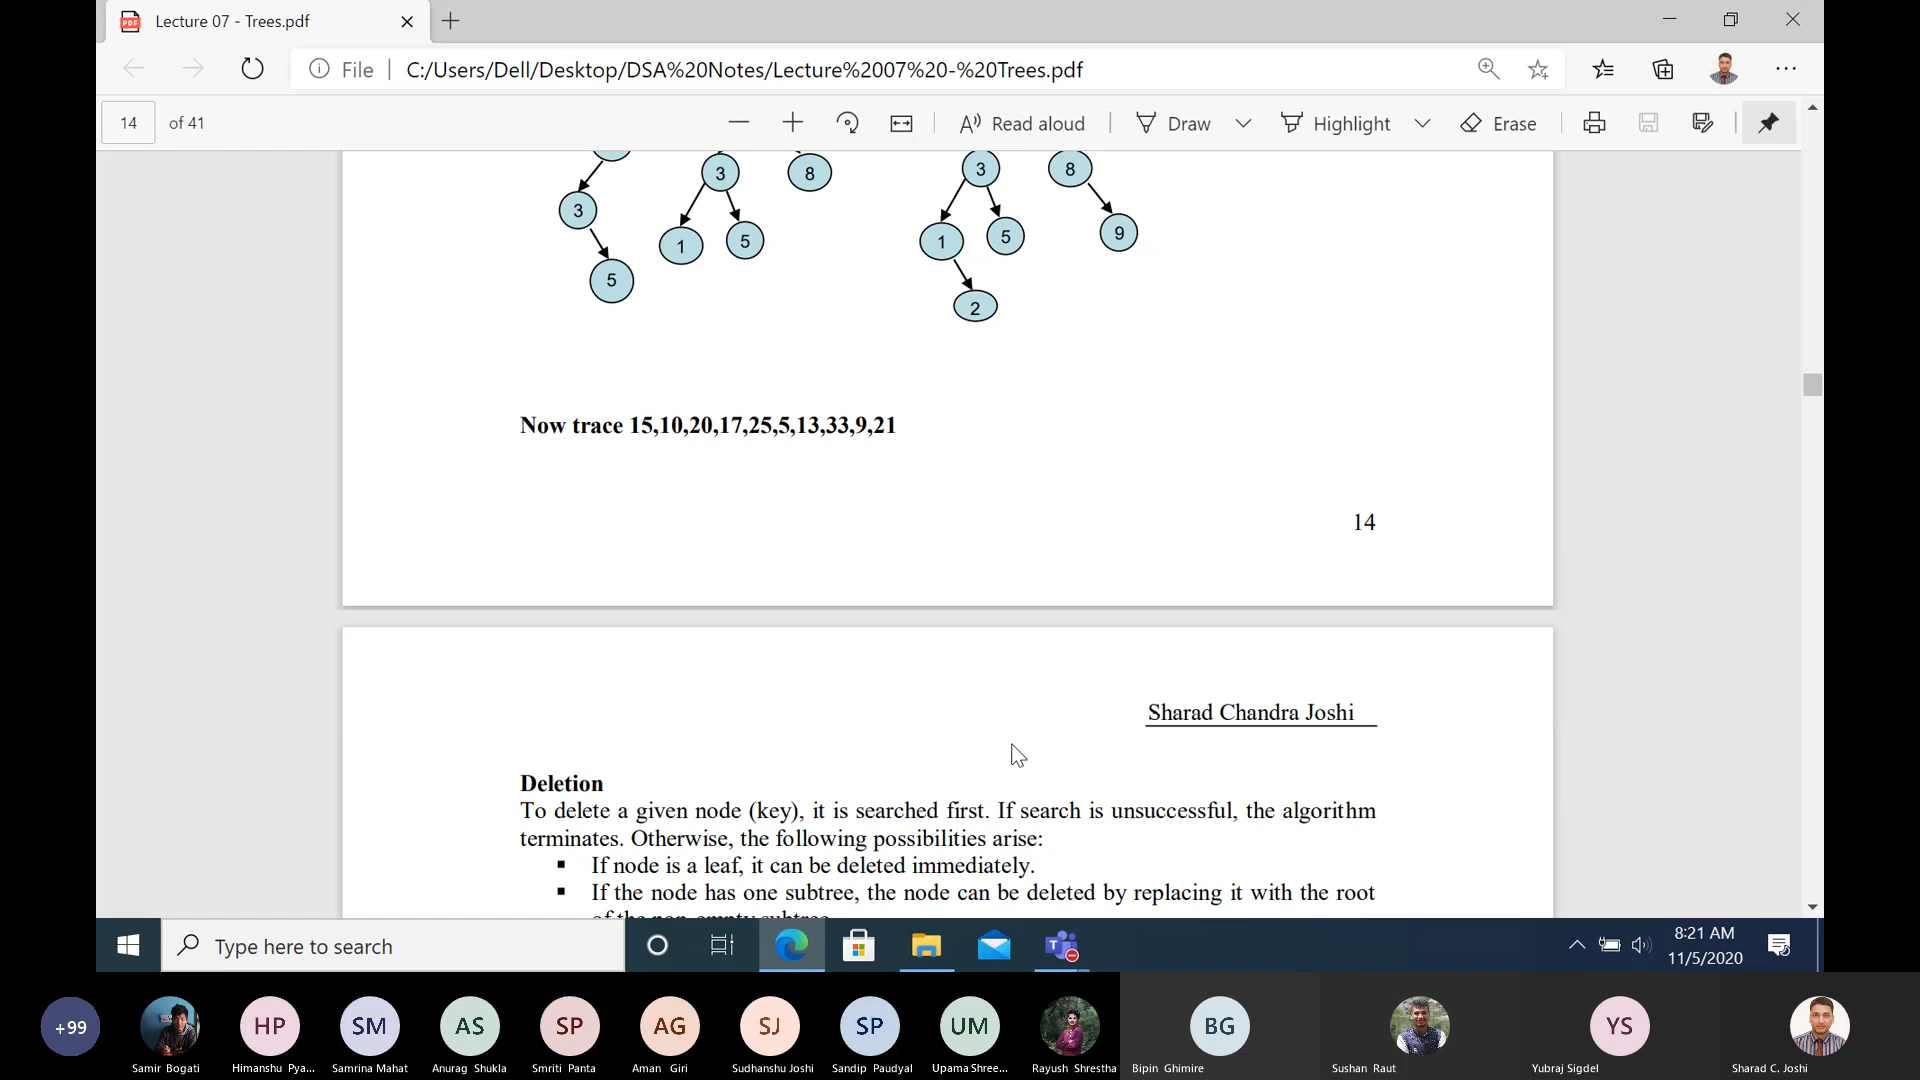 Lecture 07 - Trees.pdf
File
C:/Users/Dell/Desktop/DSA%20Notes/Lecture%2007%20-%20Trees.pdf
14 of 41
Read aloud
Draw
Highlight
Erase
3 8 3 8
3 1 5 1 5 9
5 2
Now trace 15,10,20,17,25,5,13,33,9,21
14
Sharad Chandra Joshi
Deletion
To delete a given node (key), it is searched first. If search is unsuccessful, the algorithm
terminates. Otherwise, the following possibilities arise:
▪ If node is a leaf, it can be deleted immediately.
▪ If the node has one subtree, the node can be deleted by replacing it with the root
of the non-empty subtree.
Type here to search
8:21 AM
11/5/2020
+99 HP SM AS SP AG SJ SP UM BG YS
Samir Bogati Himanshu Pya... Samrina Mahat Anurag Shukla Smriti Panta Aman Giri Sudhanshu Joshi Sandip Paudyal Upama Shree... Rayush Shrestha Bipin Ghimire Sushan Raut Yubraj Sigdel Sharad C. Joshi